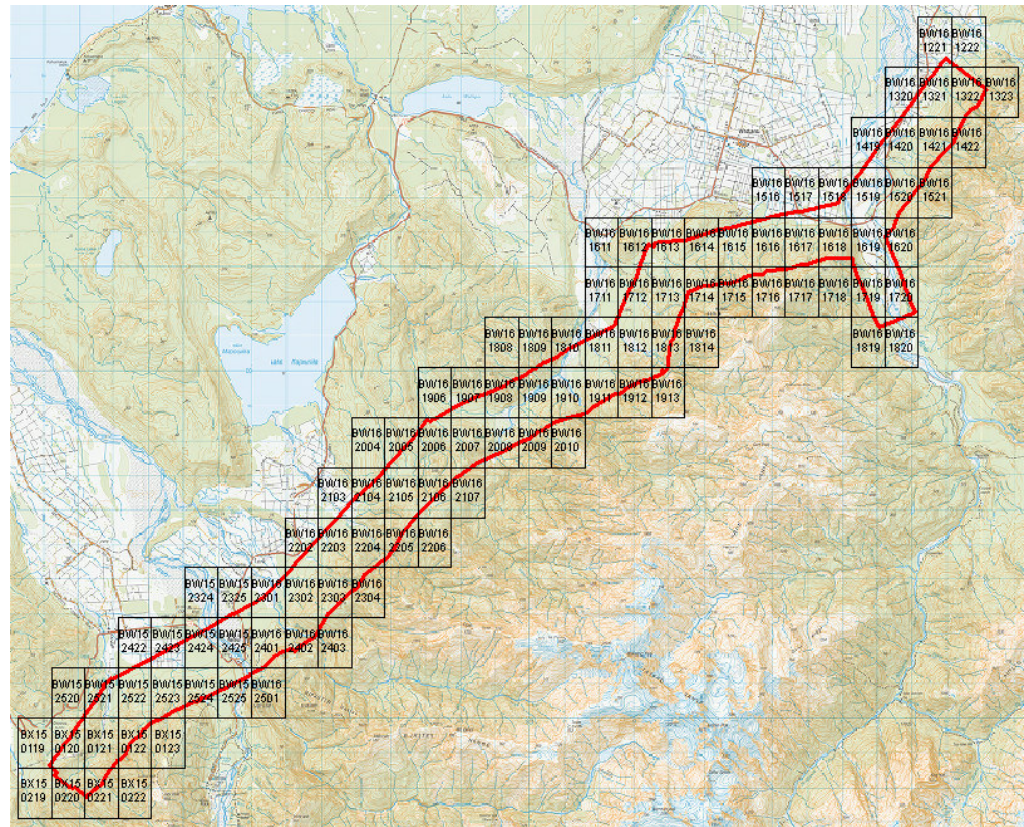 BW16 BW16
1221 1222
BW16 BW16 BW16 BW16
1320 1321 1322 1323
BW16 BW16 BW16 BW16
1419 1420 1421 1422
BW16 BW16 BW16 BW16 BW16 BW16
1516 1517 1518 1519 1520 1521
BW16 BW16 BW16 BW16 BW16 BW16 BW16 BW16 BW16 BW16
1611 1612 1613 1614 1615 1616 1617 1618 1619 1620
BW16 BW16 BW16 BW16 BW16 BW16 BW16 BW16 BW16 BW16
1711 1712 1713 1714 1715 1716 1717 1718 1719 1720
BW16 BW16 BW16 BW16 BW16 BW16 BW16 BW16 BW16
1808 1809 1810 1811 1812 1813 1814 1819 1820
Lake Mapourika
BW16 BW16 BW16 BW16 BW16 BW16 BW16 BW16
1906 1907 1908 1909 1910 1911 1912 1913
BW16 BW16 BW16 BW16 BW16 BW16 BW16
2004 2005 2006 2007 2008 2009 2010
BW16 BW16 BW16 BW16 BW16
2103 2104 2105 2106 2107
BW16 BW16 BW16 BW16 BW16
2202 2203 2204 2205 2206
BW15 BW15 BW16 BW16 BW16 BW16
2324 2325 2301 2302 2303 2304
BW15 BW15 BW15 BW15 BW16 BW16 BW16
2422 2423 2424 2425 2401 2402 2403
BW15 BW15 BW15 BW15 BW15 BW15 BW16
2520 2521 2522 2523 2524 2525 2501
BX15 BX15 BX15 BX15 BX15
0119 0120 0121 0122 0123
BX15 BX15 BX15 BX15
0219 0220 0221 0222